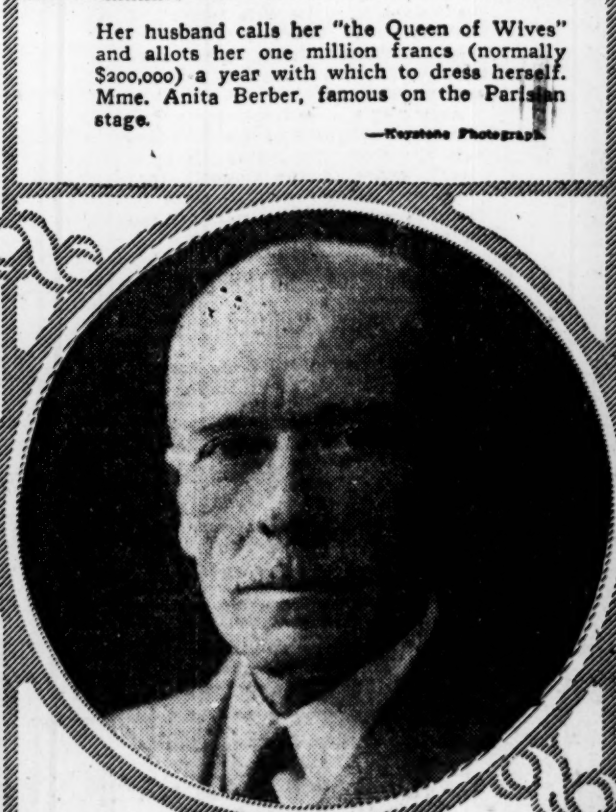 Her husband calls her "the Queen of Wives"
and allots her one million francs (normally
$200,000) a year with which to dress herself.
Mme. Anita Berber, famous on the Parisian
stage.
—Keystone Photograph.